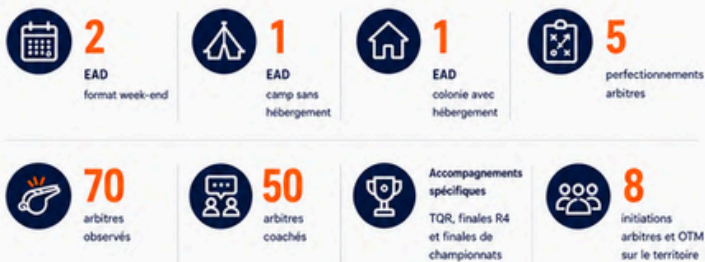 2
EAD
format week-end
1
EAD
camp sans
hébergement
1
EAD
colonie avec
hébergement
5
perfectionnements
arbitres
70
arbitres
observés
50
arbitres
coachés
Accompagnements
spécifiques
TQR, finales R4
et finales de
championnats
8
initiations
arbitres et OTM
sur le territoire